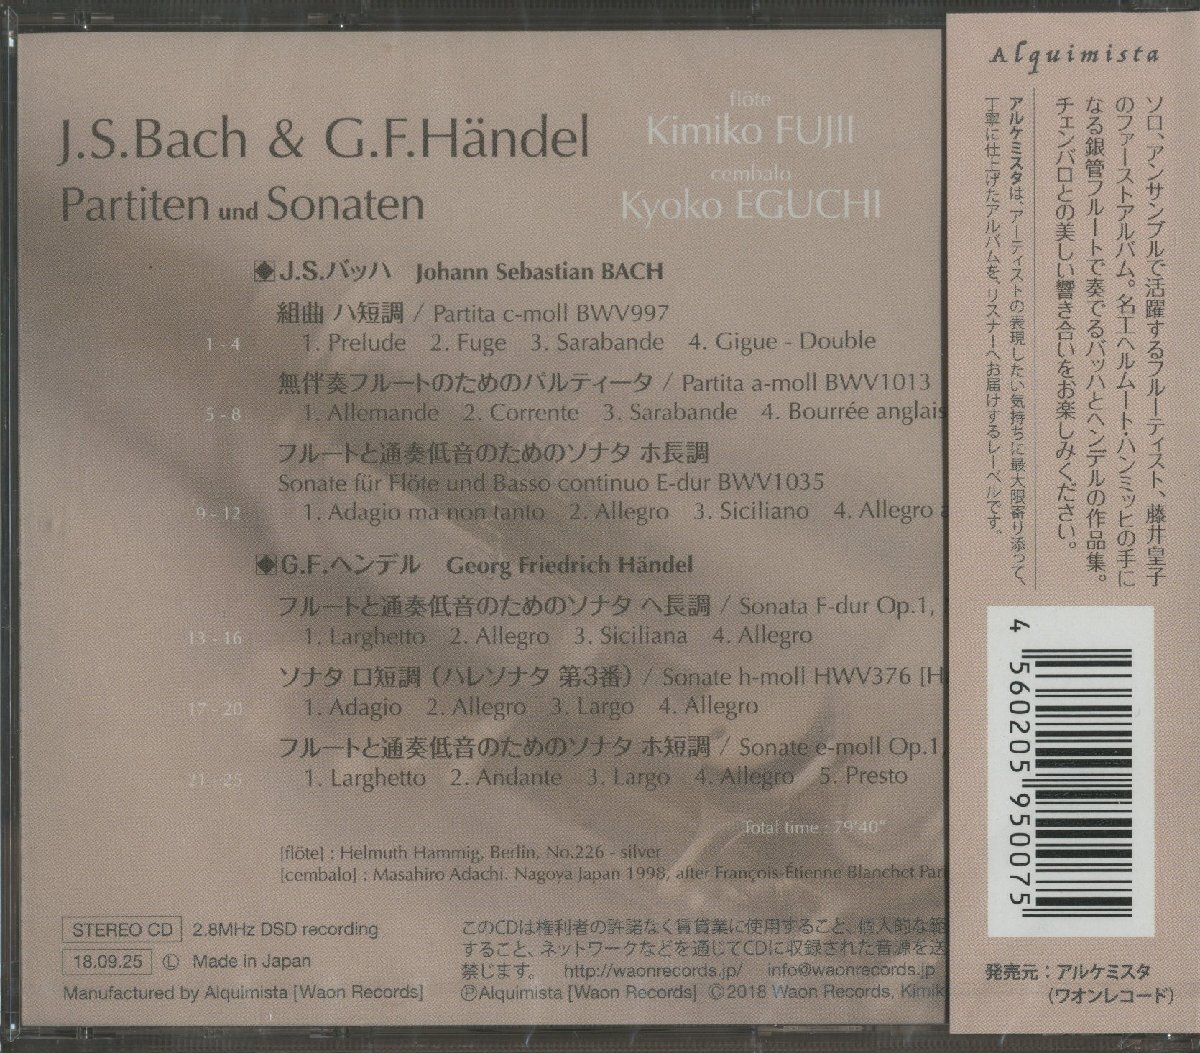 J.S.Bach & G.F.Händel
Partiten und Sonaten
flöte
Kimiko FUJII
cembalo
Kyoko EGUCHI
J.S.バッハ Johann Sebastian BACH
組曲 ハ短調 / Partita c-moll BWV997
1 - 4 1. Prelude 2. Fuge 3. Sarabande 4. Gigue - Double
無伴奏フルートのためのパルティータ / Partita a-moll BWV1013
5 - 8 1. Allemande 2. Corrente 3. Sarabande 4. Bourrée anglais
フルートと通奏低音のためのソナタ ホ長調
Sonate für Flöte und Basso continuo E-dur BWV1035
9 - 12 1. Adagio ma non tanto 2. Allegro 3. Siciliano 4. Allegro a
G.F.ヘンデル Georg Friedrich Händel
フルートと通奏低音のためのソナタ ヘ長調 / Sonata F-dur Op.1,
13 - 16 1. Larghetto 2. Allegro 3. Siciliana 4. Allegro
ソナタ ロ短調（ハレソナタ 第3番）/ Sonate h-moll HWV376 [H
17 - 20 1. Adagio 2. Allegro 3. Largo 4. Allegro
フルートと通奏低音のためのソナタ ホ短調 / Sonate e-moll Op.1,
21 - 25 1. Larghetto 2. Andante 3. Largo 4. Allegro 5. Presto
Total time : 79'40"
[flöte] : Helmuth Hammig, Berlin, No.226 - silver
[cembalo] : Masahiro Adachi. Nagoya Japan 1998, after François-Étienne Blanchet Par
STEREO CD 2.8MHz DSD recording
18.09.25 Ⓛ Made in Japan
Manufactured by Alquimista [Waon Records]
このCDは権利者の許諾なく賃貸業に使用すること、個人的な範
すること、ネットワークなどを通じてCDに収録された音源を送
禁じます。 http://waonrecords.jp/ info@waonrecords.jp
ⓅAlquimista [Waon Records] ©2018 Waon Records, Kimik
Alquimista
ソロ、アンサンブルで活躍するフルーティスト、藤井皇子
のファーストアルバム。名工ヘルムート・ハンミッヒの手に
なる銀管フルートで奏でるバッハとヘンデルの作品集。
チェンバロとの美しい響き合いをお楽しみください。
アルケミスタは、アーティストの表現したい気持ちに最大限寄り添って、
丁寧に仕上げたアルバムを、リスナーへお届けするレーベルです。
4 560205 950075
発売元：アルケミスタ
（ワオンレコード）